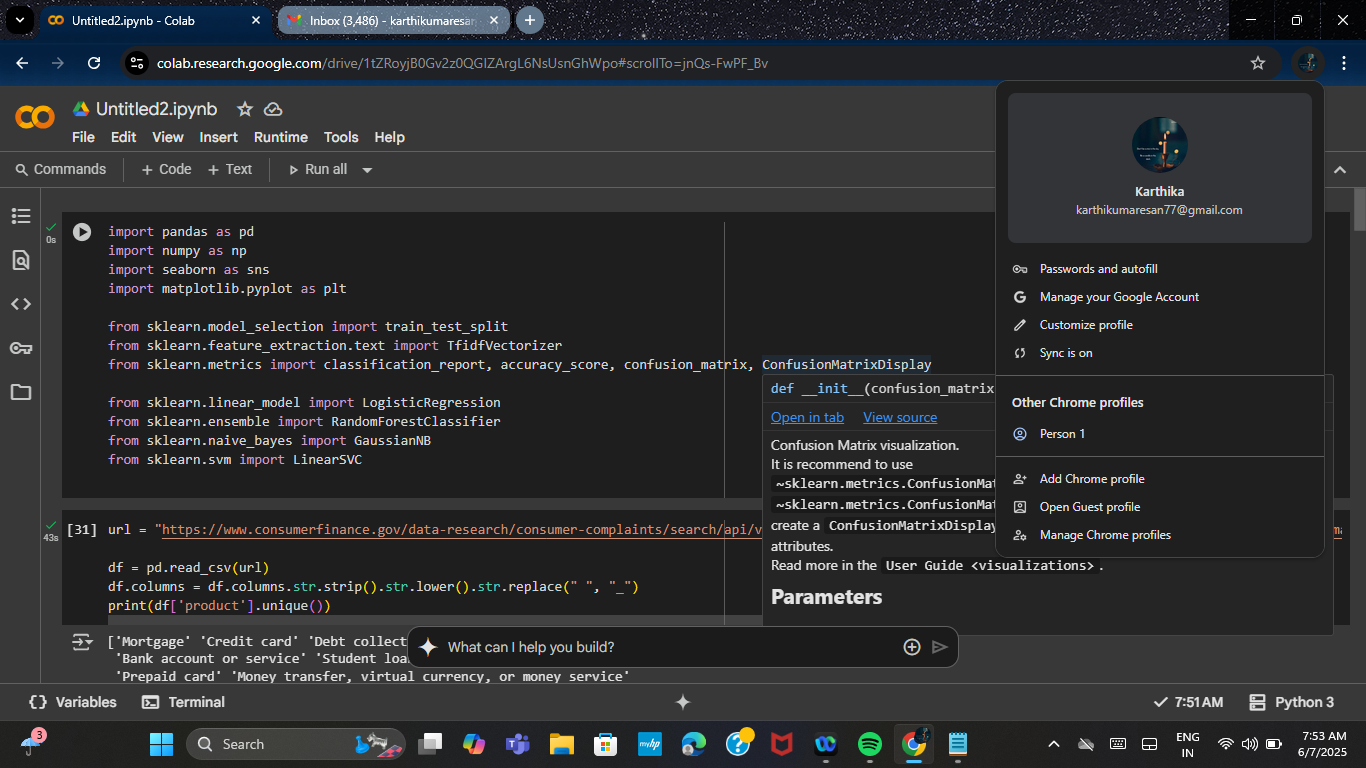 Untitled2.ipynb - Colab
Inbox (3,486) - karthikumaresan
colab.research.google.com/drive/1tZRoyjB0Gv2z0QGIZArgL6NsUsnGhWpo#scrollTo=jnQs-FwPF_Bv
Untitled2.ipynb
File Edit View Insert Runtime Tools Help
Commands + Code + Text Run all
0s
import pandas as pd
import numpy as np
import seaborn as sns
import matplotlib.pyplot as plt
from sklearn.model_selection import train_test_split
from sklearn.feature_extraction.text import TfidfVectorizer
from sklearn.metrics import classification_report, accuracy_score, confusion_matrix, ConfusionMatrixDisplay
from sklearn.linear_model import LogisticRegression
from sklearn.ensemble import RandomForestClassifier
from sklearn.naive_bayes import GaussianNB
from sklearn.svm import LinearSVC
def __init__(confusion_matrix
Open in tab View source
Confusion Matrix visualization.
It is recommend to use
~sklearn.metrics.ConfusionMat
~sklearn.metrics.ConfusionMat
create a ConfusionMatrixDisplay
attributes.
Read more in the User Guide <visualizations> .
Parameters
43s
[31] url = "https://www.consumerfinance.gov/data-research/consumer-complaints/search/api/v
df = pd.read_csv(url)
df.columns = df.columns.str.strip().str.lower().str.replace(" ", "_")
print(df['product'].unique())
['Mortgage' 'Credit card' 'Debt collect
'Bank account or service' 'Student loa
'Prepaid card' 'Money transfer, virtual currency, or money service'
What can I help you build?
Karthika
karthikumaresan77@gmail.com
Passwords and autofill
Manage your Google Account
Customize profile
Sync is on
Other Chrome profiles
Person 1
Add Chrome profile
Open Guest profile
Manage Chrome profiles
Variables Terminal
7:51 AM Python 3
3
Search
myhp
ENG
IN
7:53 AM
6/7/2025